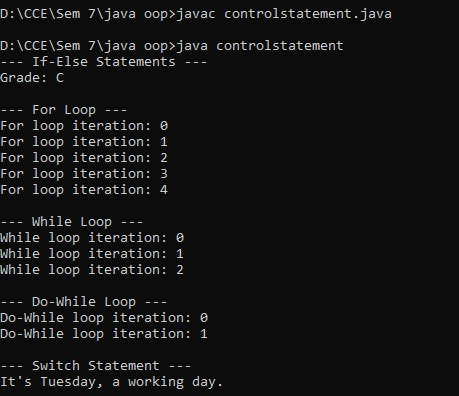 D:\CCE\Sem 7\java oop>javac controlstatement.java
D:\CCE\Sem 7\java oop>java controlstatement
--- If-Else Statements ---
Grade: C
--- For Loop ---
For loop iteration: 0
For loop iteration: 1
For loop iteration: 2
For loop iteration: 3
For loop iteration: 4
--- While Loop ---
While loop iteration: 0
While loop iteration: 1
While loop iteration: 2
--- Do-While Loop ---
Do-While loop iteration: 0
Do-While loop iteration: 1
--- Switch Statement ---
It's Tuesday, a working day.